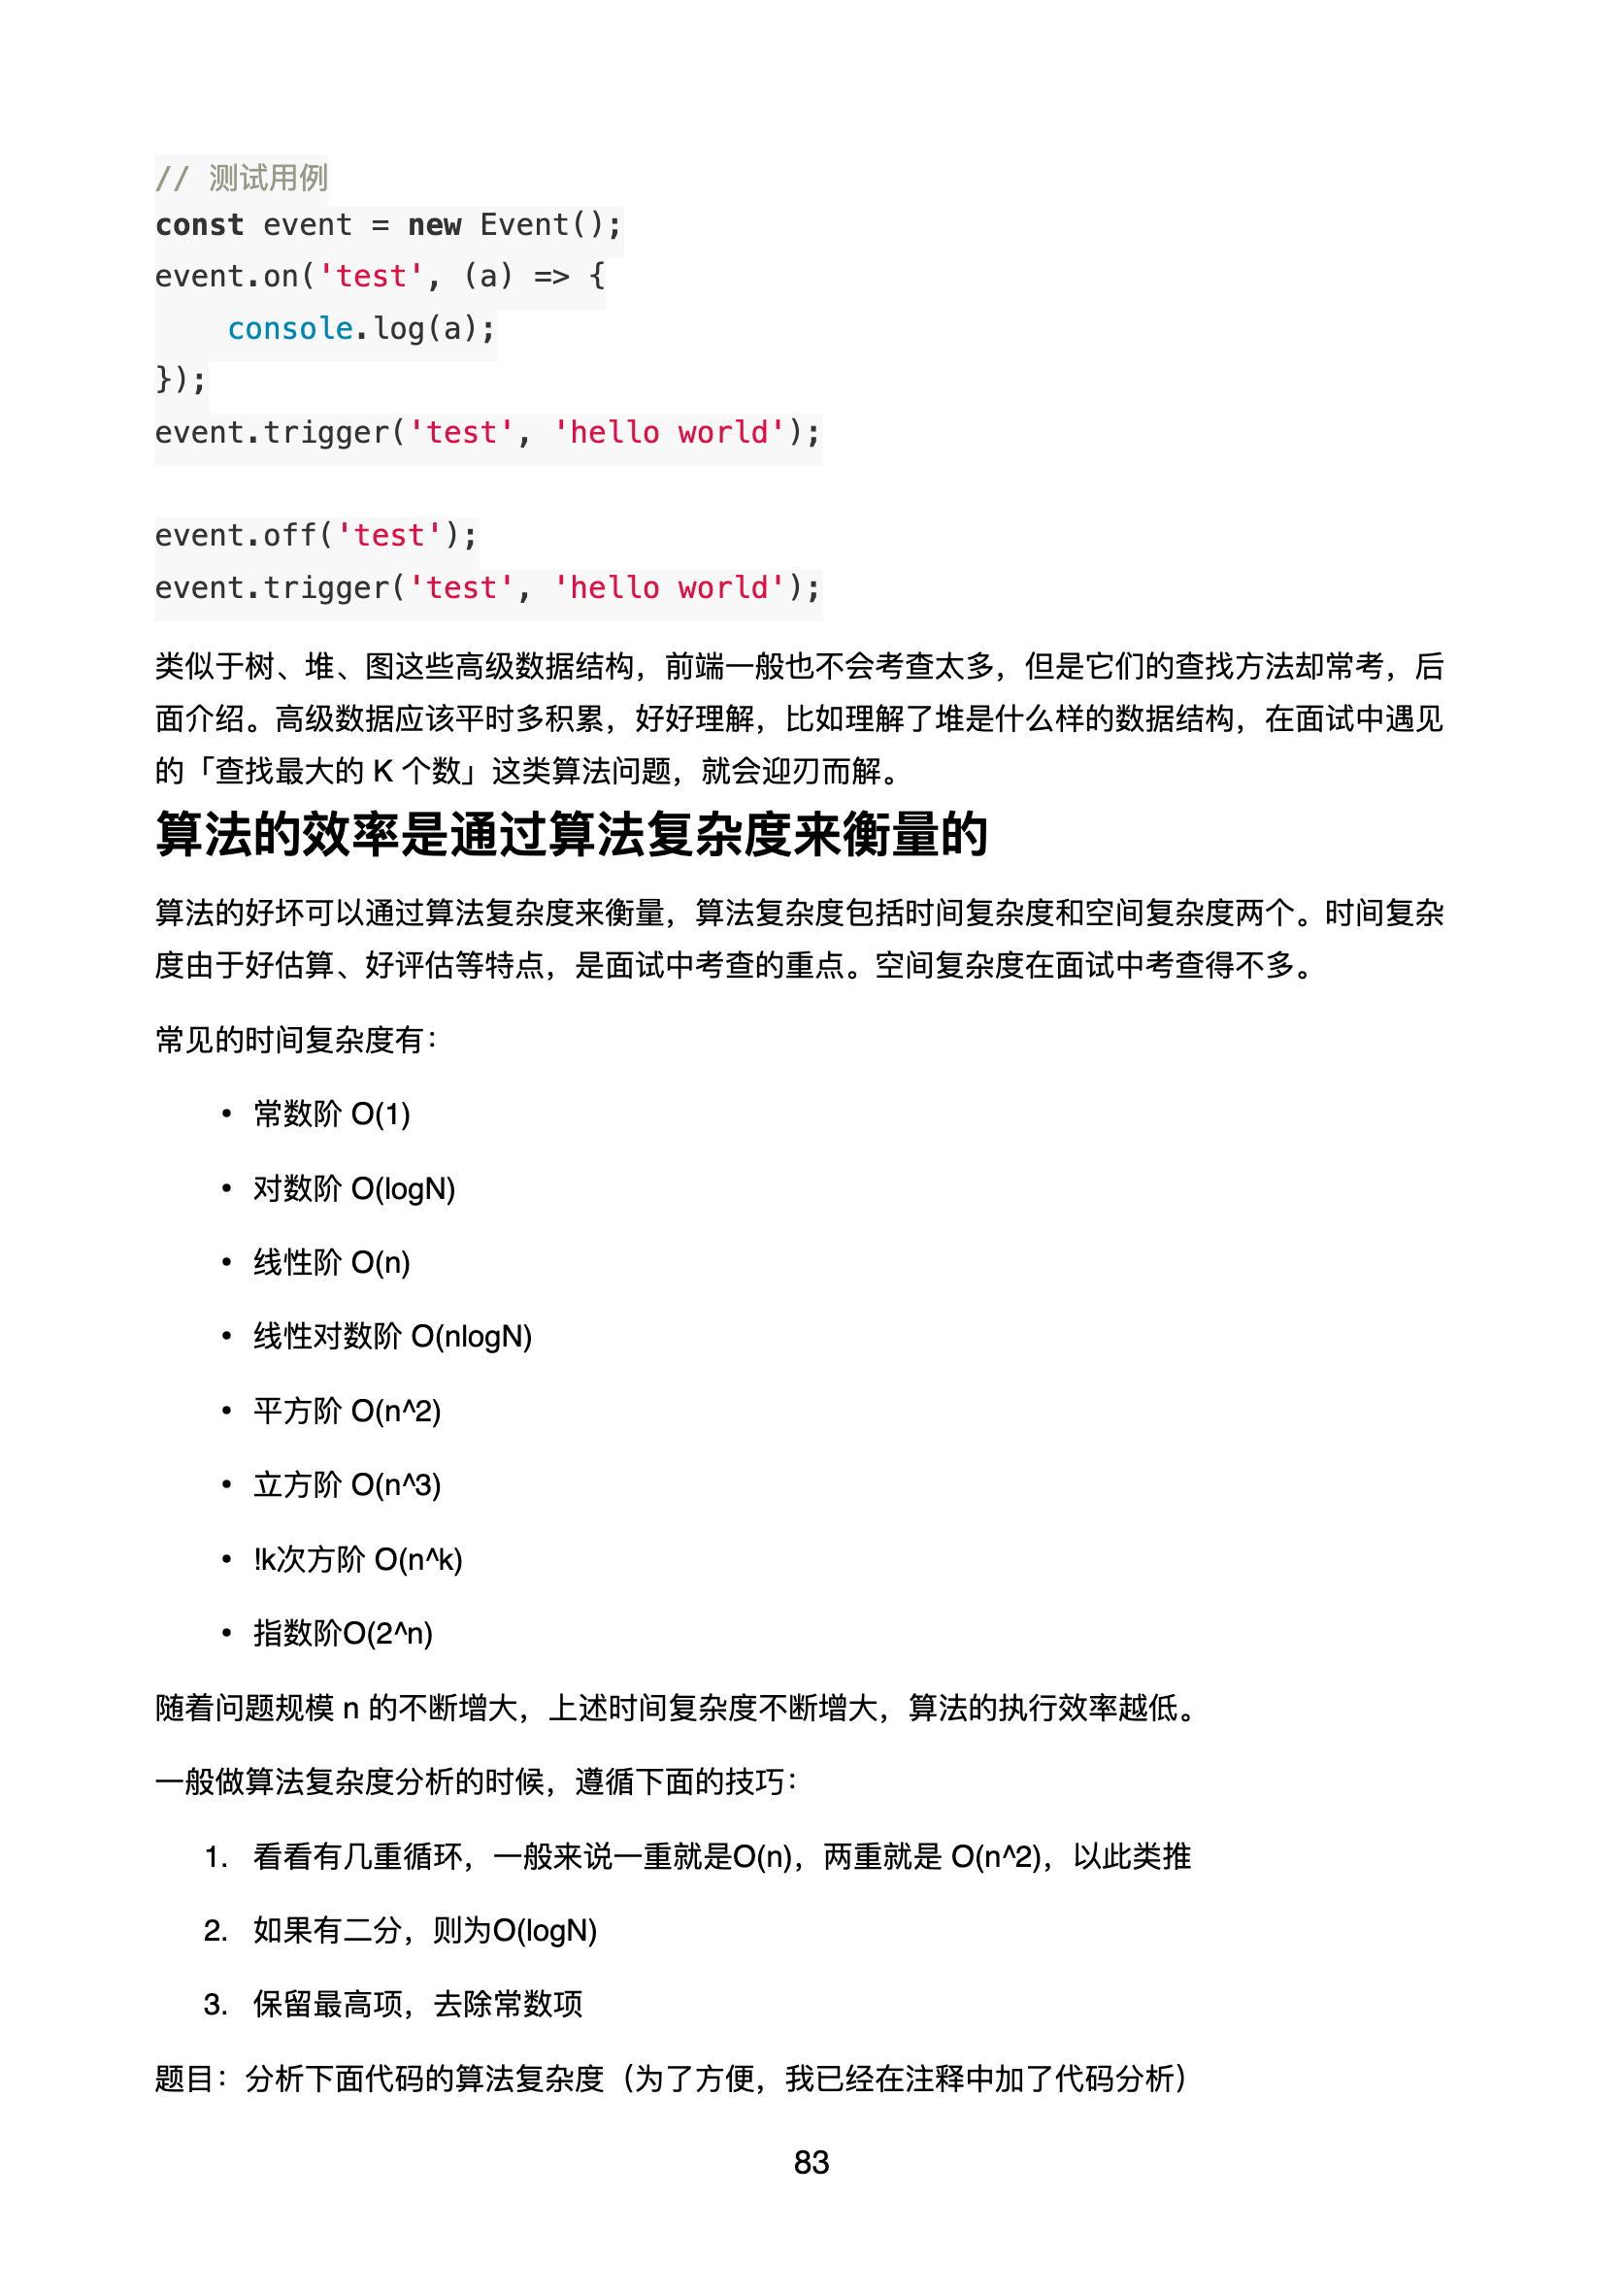 // 测试用例
const event = new Event();
event.on('test', (a) => {
    console.log(a);
});
event.trigger('test', 'hello world');
event.off('test');
event.trigger('test', 'hello world');
类似于树、堆、图这些高级数据结构，前端一般也不会考查太多，但是它们的查找方法却常考，后
面介绍。高级数据应该平时多积累，好好理解，比如理解了堆是什么样的数据结构，在面试中遇见
的「查找最大的 K 个数」这类算法问题，就会迎刃而解。
算法的效率是通过算法复杂度来衡量的
算法的好坏可以通过算法复杂度来衡量，算法复杂度包括时间复杂度和空间复杂度两个。时间复杂
度由于好估算、好评估等特点，是面试中考查的重点。空间复杂度在面试中考查得不多。
常见的时间复杂度有：
• 常数阶 O(1)
• 对数阶 O(logN)
• 线性阶 O(n)
• 线性对数阶 O(nlogN)
• 平方阶 O(n^2)
• 立方阶 O(n^3)
• !k次方阶 O(n^k)
• 指数阶O(2^n)
随着问题规模 n 的不断增大，上述时间复杂度不断增大，算法的执行效率越低。
一般做算法复杂度分析的时候，遵循下面的技巧：
1. 看看有几重循环，一般来说一重就是O(n)，两重就是 O(n^2)，以此类推
2. 如果有二分，则为O(logN)
3. 保留最高项，去除常数项
题目：分析下面代码的算法复杂度（为了方便，我已经在注释中加了代码分析）
83